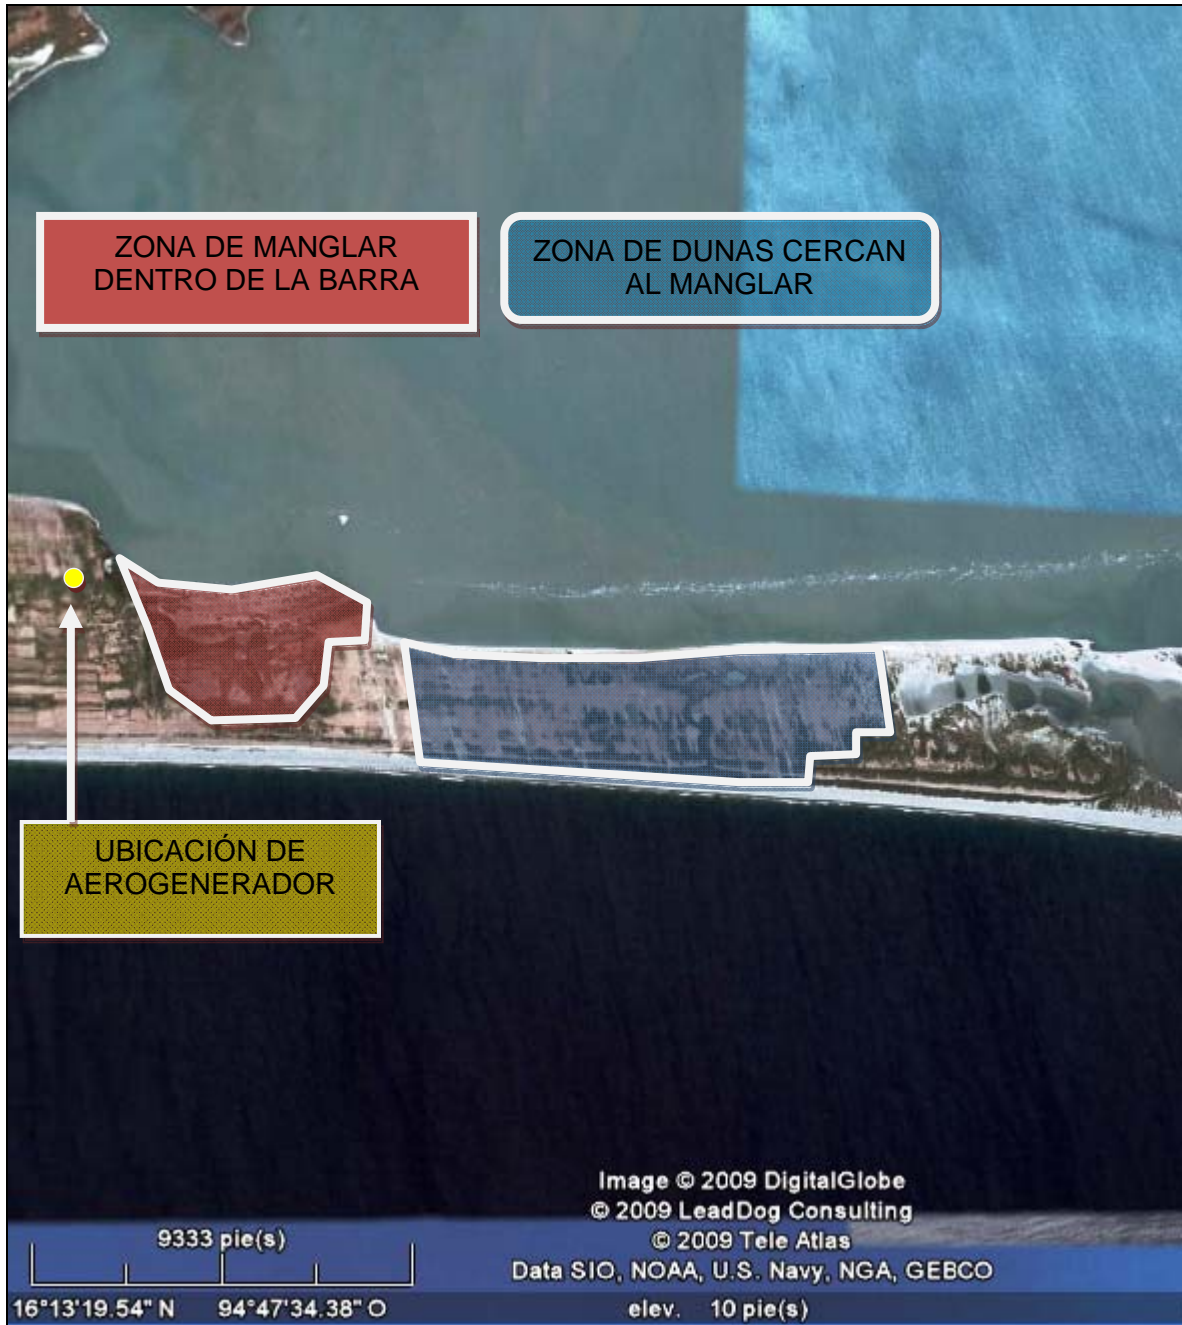 ZONA DE MANGLAR
DENTRO DE LA BARRA
ZONA DE DUNAS CERCAN
AL MANGLAR
UBICACIÓN DE
AEROGENERADOR
Image © 2009 DigitalGlobe
© 2009 LeadDog Consulting
© 2009 Tele Atlas
Data SIO, NOAA, U.S. Navy, NGA, GEBCO
9333 pie(s)
16°13'19.54" N 94°47'34.38" O
elev. 10 pie(s)